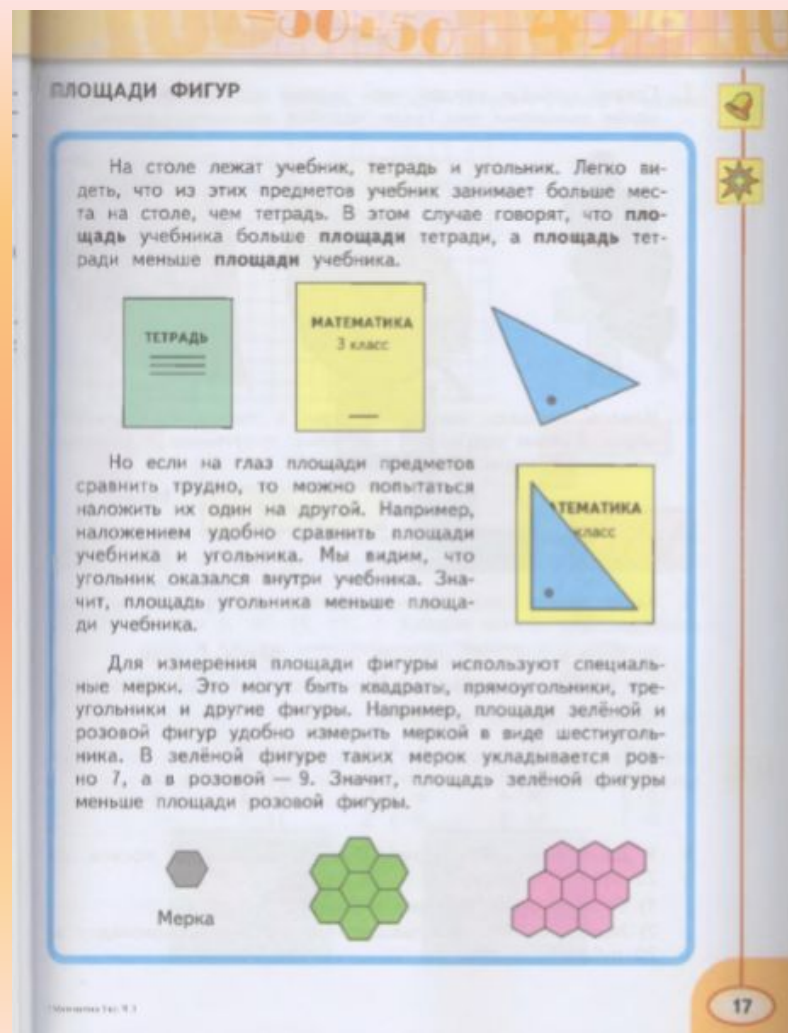 ПЛОЩАДИ ФИГУР
На столе лежат учебник, тетрадь и угольник. Легко ви-
деть, что из этих предметов учебник занимает больше мес-
та на столе, чем тетрадь. В этом случае говорят, что пло-
щадь учебника больше площади тетради, а площадь тет-
ради меньше площади учебника.
ТЕТРАДЬ
МАТЕМАТИКА
3 класс
Но если на глаз площади предметов
сравнить трудно, то можно попытаться
наложить их один на другой. Например,
наложением удобно сравнить площади
учебника и угольника. Мы видим, что
угольник оказался внутри учебника. Зна-
чит, площадь угольника меньше площа-
ди учебника.
АТЕМАТИКА
класс
Для измерения площади фигуры используют специаль-
ные мерки. Это могут быть квадраты, прямоугольники, тре-
угольники и другие фигуры. Например, площади зелёной и
розовой фигур удобно измерить меркой в виде шестиуголь-
ника. В зелёной фигуре таких мерок укладывается ров-
но 7, а в розовой — 9. Значит, площадь зелёной фигуры
меньше площади розовой фигуры.
Мерка
17